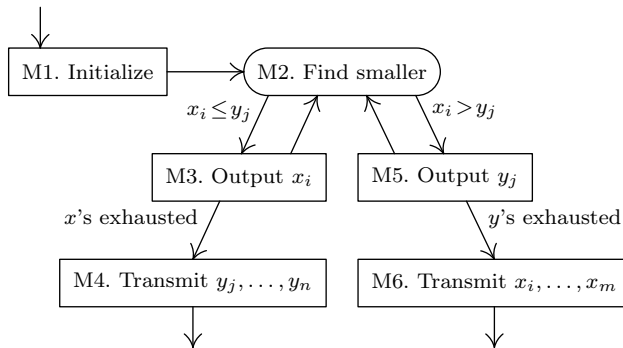 M1. Initialize
M2. Find smaller
x_i ≤ y_j
x_i > y_j
M3. Output x_i
M5. Output y_j
x's exhausted
y's exhausted
M4. Transmit y_j, . . . , y_n
M6. Transmit x_i, . . . , x_m